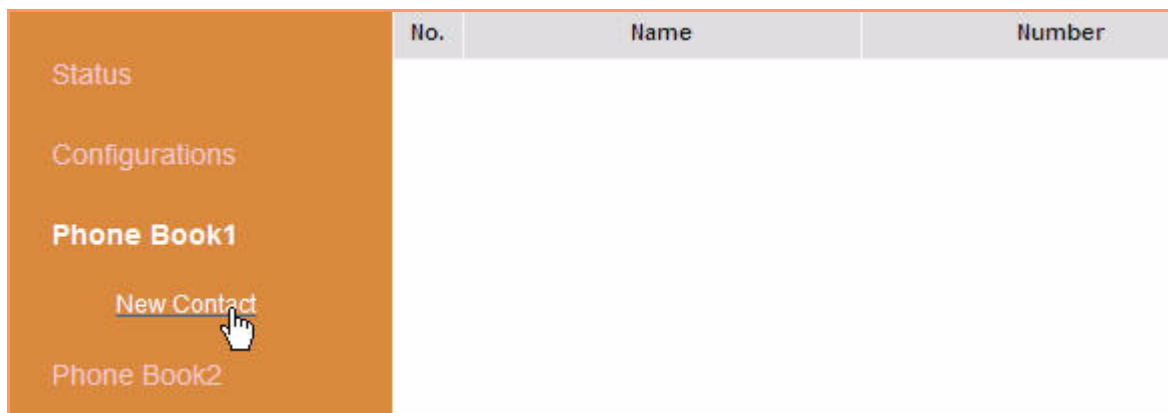 No. Name Number
Status
Configurations
Phone Book1
New Contact
Phone Book2